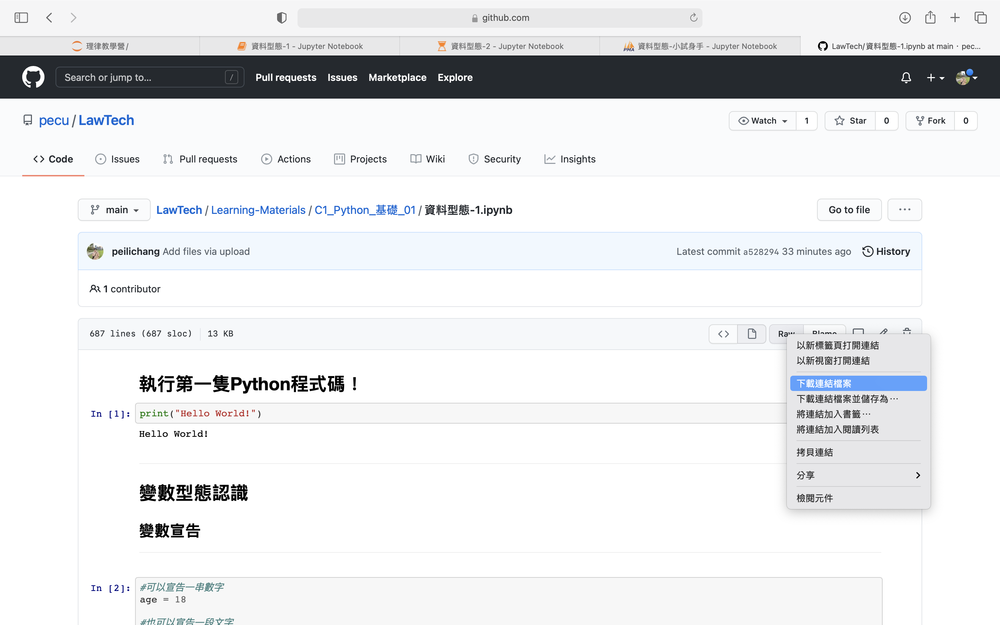 github.com
理律教學營/
資料型態-1 - Jupyter Notebook
資料型態-2 - Jupyter Notebook
PMA 資料型態-小試身手 - Jupyter Notebook
LawTech/資料型態-1.ipynb at main · pec...
Search or jump to... /
Pull requests Issues Marketplace Explore
pecu / LawTech
Watch 1 Star 0 Fork 0
Code Issues Pull requests Actions Projects Wiki Security Insights
main LawTech / Learning-Materials / C1_Python_基礎_01 / 資料型態-1.ipynb
Go to file ···
peilichang Add files via upload
Latest commit a528294 33 minutes ago History
1 contributor
687 lines (687 sloc) 13 KB
Raw Blame
以新標籤頁打開連結
以新視窗打開連結
下載連結檔案
下載連結檔案並儲存為⋯
將連結加入書籤⋯
將連結加入閱讀列表
拷貝連結
分享
檢閱元件
執行第一隻Python程式碼！
In [1]: print("Hello World!")
Hello World!
變數型態認識
變數宣告
In [2]: #可以宣告一串數字
age = 18
#也可以宣告一段文字